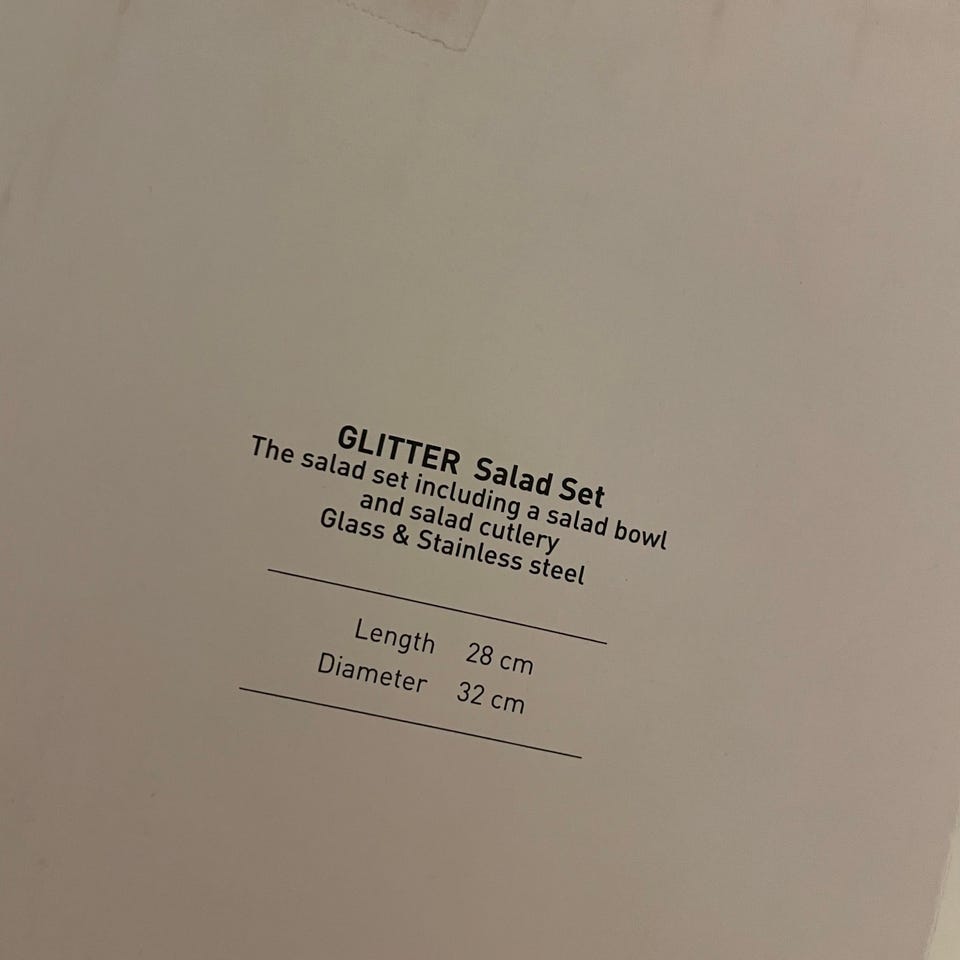 GLITTER Salad Set
The salad set including a salad bowl
and salad cutlery
Glass & Stainless steel
Length 28 cm
Diameter 32 cm